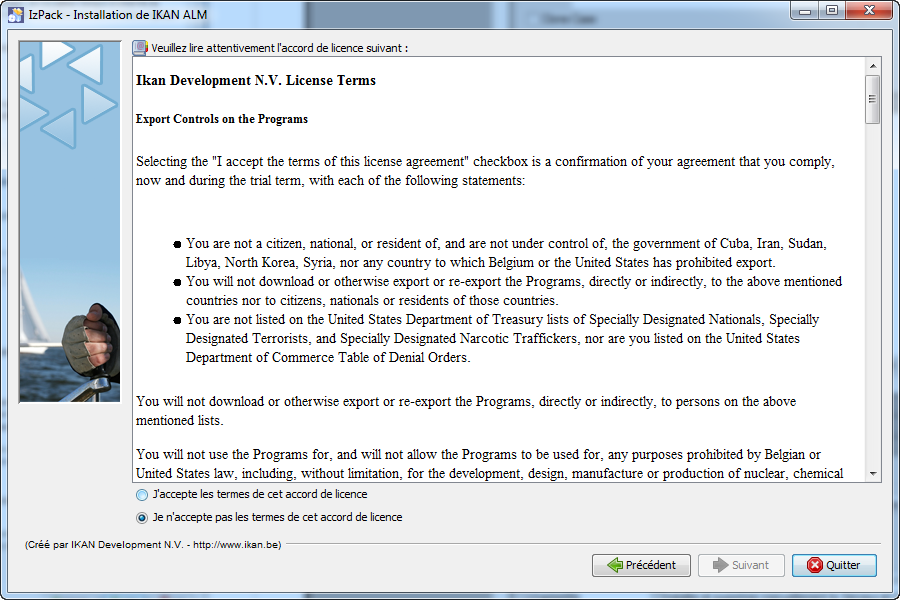 IzPack - Installation de IKAN ALM
Veuillez lire attentivement l'accord de licence suivant :
Ikan Development N.V. License Terms
Export Controls on the Programs
Selecting the "I accept the terms of this license agreement" checkbox is a confirmation of your agreement that you comply,
now and during the trial term, with each of the following statements:
● You are not a citizen, national, or resident of, and are not under control of, the government of Cuba, Iran, Sudan,
Libya, North Korea, Syria, nor any country to which Belgium or the United States has prohibited export.
● You will not download or otherwise export or re-export the Programs, directly or indirectly, to the above mentioned
countries nor to citizens, nationals or residents of those countries.
● You are not listed on the United States Department of Treasury lists of Specially Designated Nationals, Specially
Designated Terrorists, and Specially Designated Narcotic Traffickers, nor are you listed on the United States
Department of Commerce Table of Denial Orders.
You will not download or otherwise export or re-export the Programs, directly or indirectly, to persons on the above
mentioned lists.
You will not use the Programs for, and will not allow the Programs to be used for, any purposes prohibited by Belgian or
United States law, including, without limitation, for the development, design, manufacture or production of nuclear, chemical
J'accepte les termes de cet accord de licence
Je n'accepte pas les termes de cet accord de licence
(Créé par IKAN Development N.V. - http://www.ikan.be)
Précédent
Suivant
Quitter